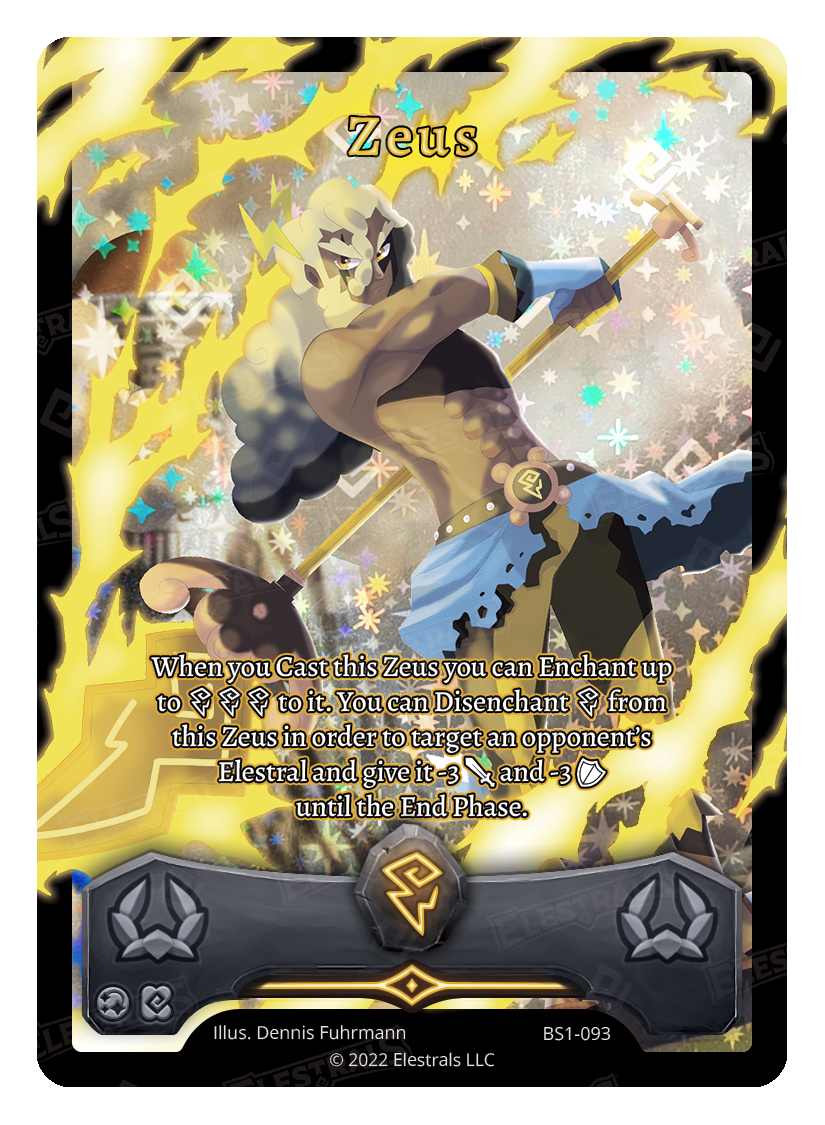 Zeus
When you Cast this Zeus you can Enchant up
to to it. You can Disenchant from
this Zeus in order to target an opponent's
Elestral and give it -3 and -3
until the End Phase.
Illus. Dennis Fuhrmann BS1-093
© 2022 Elestrals LLC
ELESTRALS